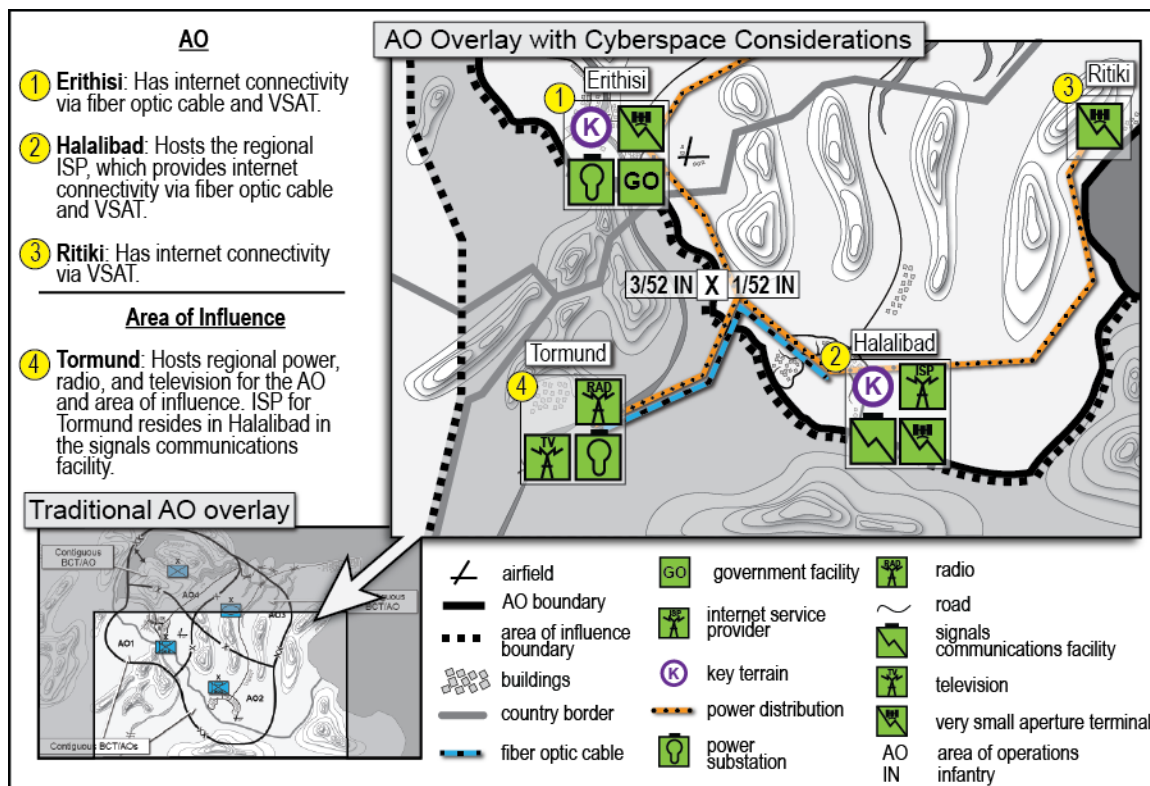 AO
1 Erithisi: Has internet connectivity
via fiber optic cable and VSAT.
2 Halalibad: Hosts the regional
ISP, which provides internet
connectivity via fiber optic cable
and VSAT.
3 Ritiki: Has internet connectivity
via VSAT.
Area of Influence
4 Tormund: Hosts regional power,
radio, and television for the AO
and area of influence. ISP for
Tormund resides in Halalibad in
the signals communications
facility.
AO Overlay with Cyberspace Considerations
Erithisi
1
K
GO
Ritiki
3
3/52 IN X 1/52 IN
Tormund
4
RAD
TV
Halalibad
2
K
ISP
Traditional AO overlay
Contiguous
BCT/AO
X
AO4
X
AO3
BCT/AO
AO1
X
X
AO2
Contiguous BCT/AOs
airfield
AO boundary
area of influence
boundary
buildings
country border
fiber optic cable
GO government facility
ISP internet service
provider
K key terrain
power distribution
power
substation
RAD radio
road
signals
communications facility
TV television
very small aperture terminal
AO area of operations
IN infantry